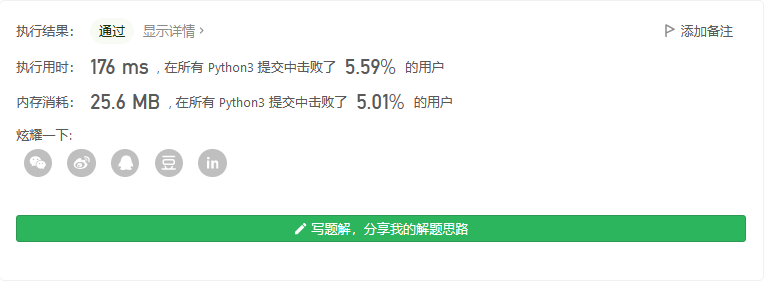 执行结果： 通过 显示详情 › 添加备注
执行用时： 176 ms , 在所有 Python3 提交中击败了 5.59% 的用户
内存消耗： 25.6 MB , 在所有 Python3 提交中击败了 5.01% 的用户
炫耀一下:
豆 in
写题解，分享我的解题思路